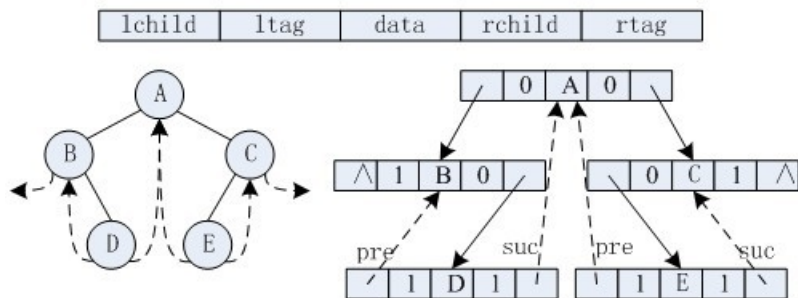 lchild ltag data rchild rtag
A
B C
D E
0 A 0
∧ 1 B 0
0 C 1 ∧
pre suc pre suc
1 D 1
1 E 1